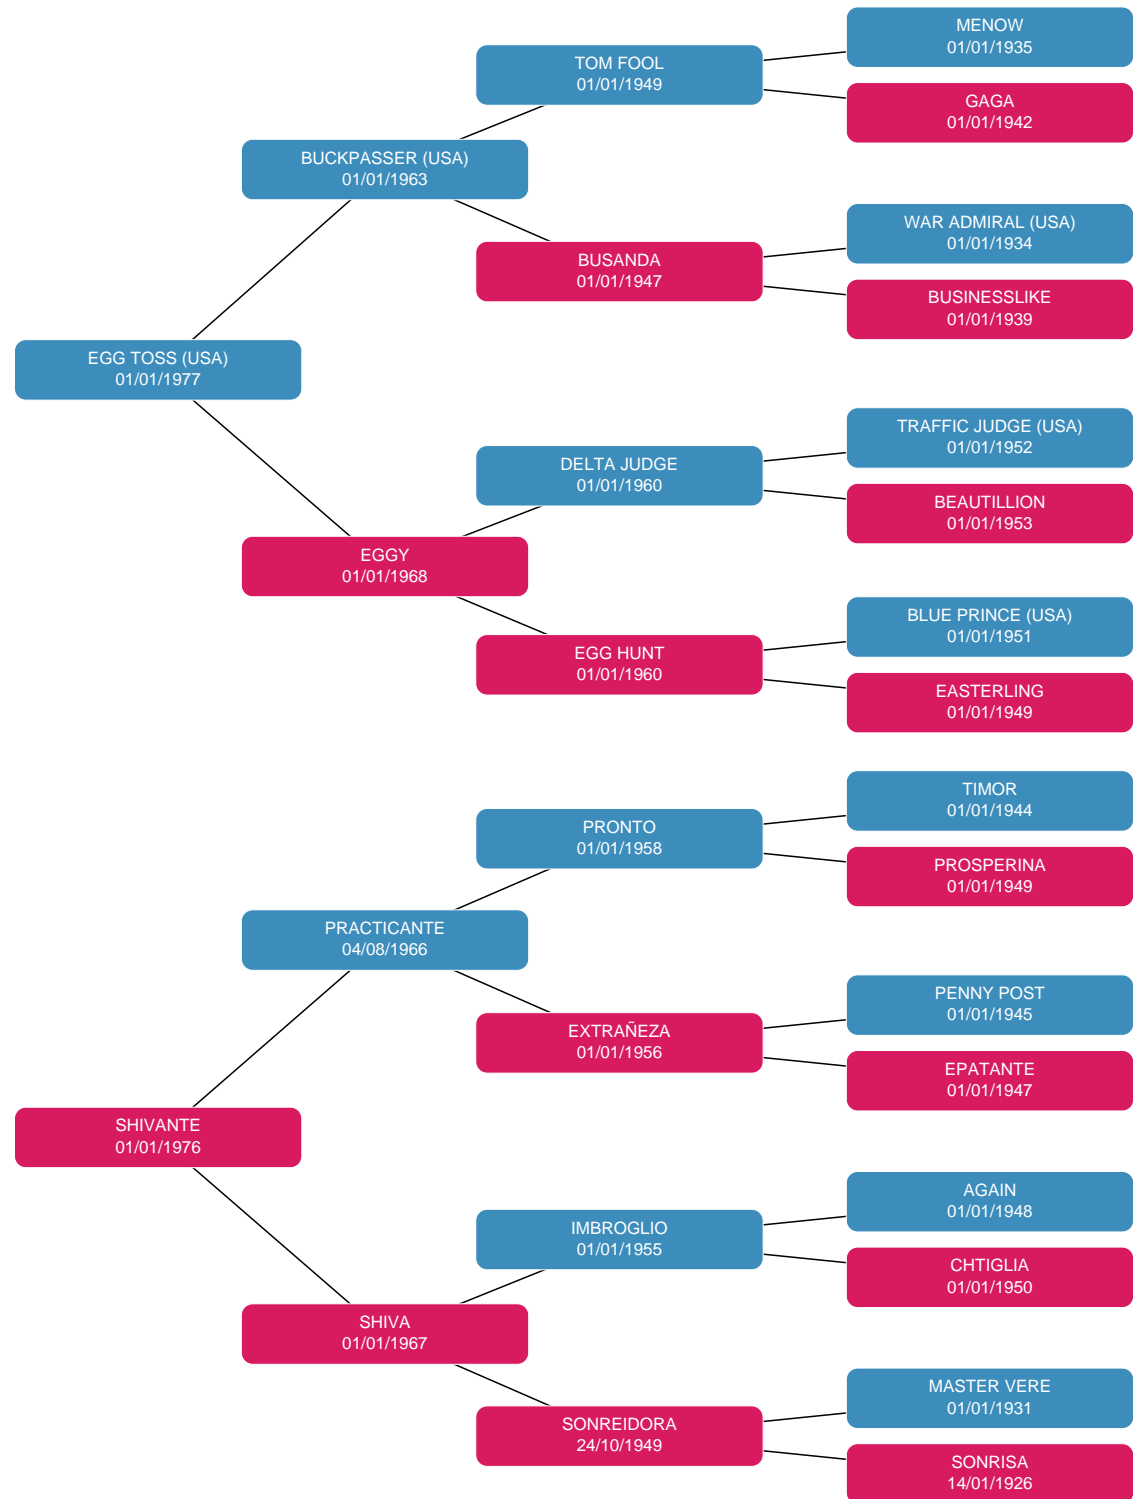 MENOW
01/01/1935
TOM FOOL
01/01/1949
GAGA
01/01/1942
BUCKPASSER (USA)
01/01/1963
WAR ADMIRAL (USA)
01/01/1934
BUSANDA
01/01/1947
BUSINESSLIKE
01/01/1939
EGG TOSS (USA)
01/01/1977
TRAFFIC JUDGE (USA)
01/01/1952
DELTA JUDGE
01/01/1960
BEAUTILLION
01/01/1953
EGGY
01/01/1968
BLUE PRINCE (USA)
01/01/1951
EGG HUNT
01/01/1960
EASTERLING
01/01/1949
TIMOR
01/01/1944
PRONTO
01/01/1958
PROSPERINA
01/01/1949
PRACTICANTE
04/08/1966
PENNY POST
01/01/1945
EXTRAÑEZA
01/01/1956
EPATANTE
01/01/1947
SHIVANTE
01/01/1976
AGAIN
01/01/1948
IMBROGLIO
01/01/1955
CHTIGLIA
01/01/1950
SHIVA
01/01/1967
MASTER VERE
01/01/1931
SONREIDORA
24/10/1949
SONRISA
14/01/1926